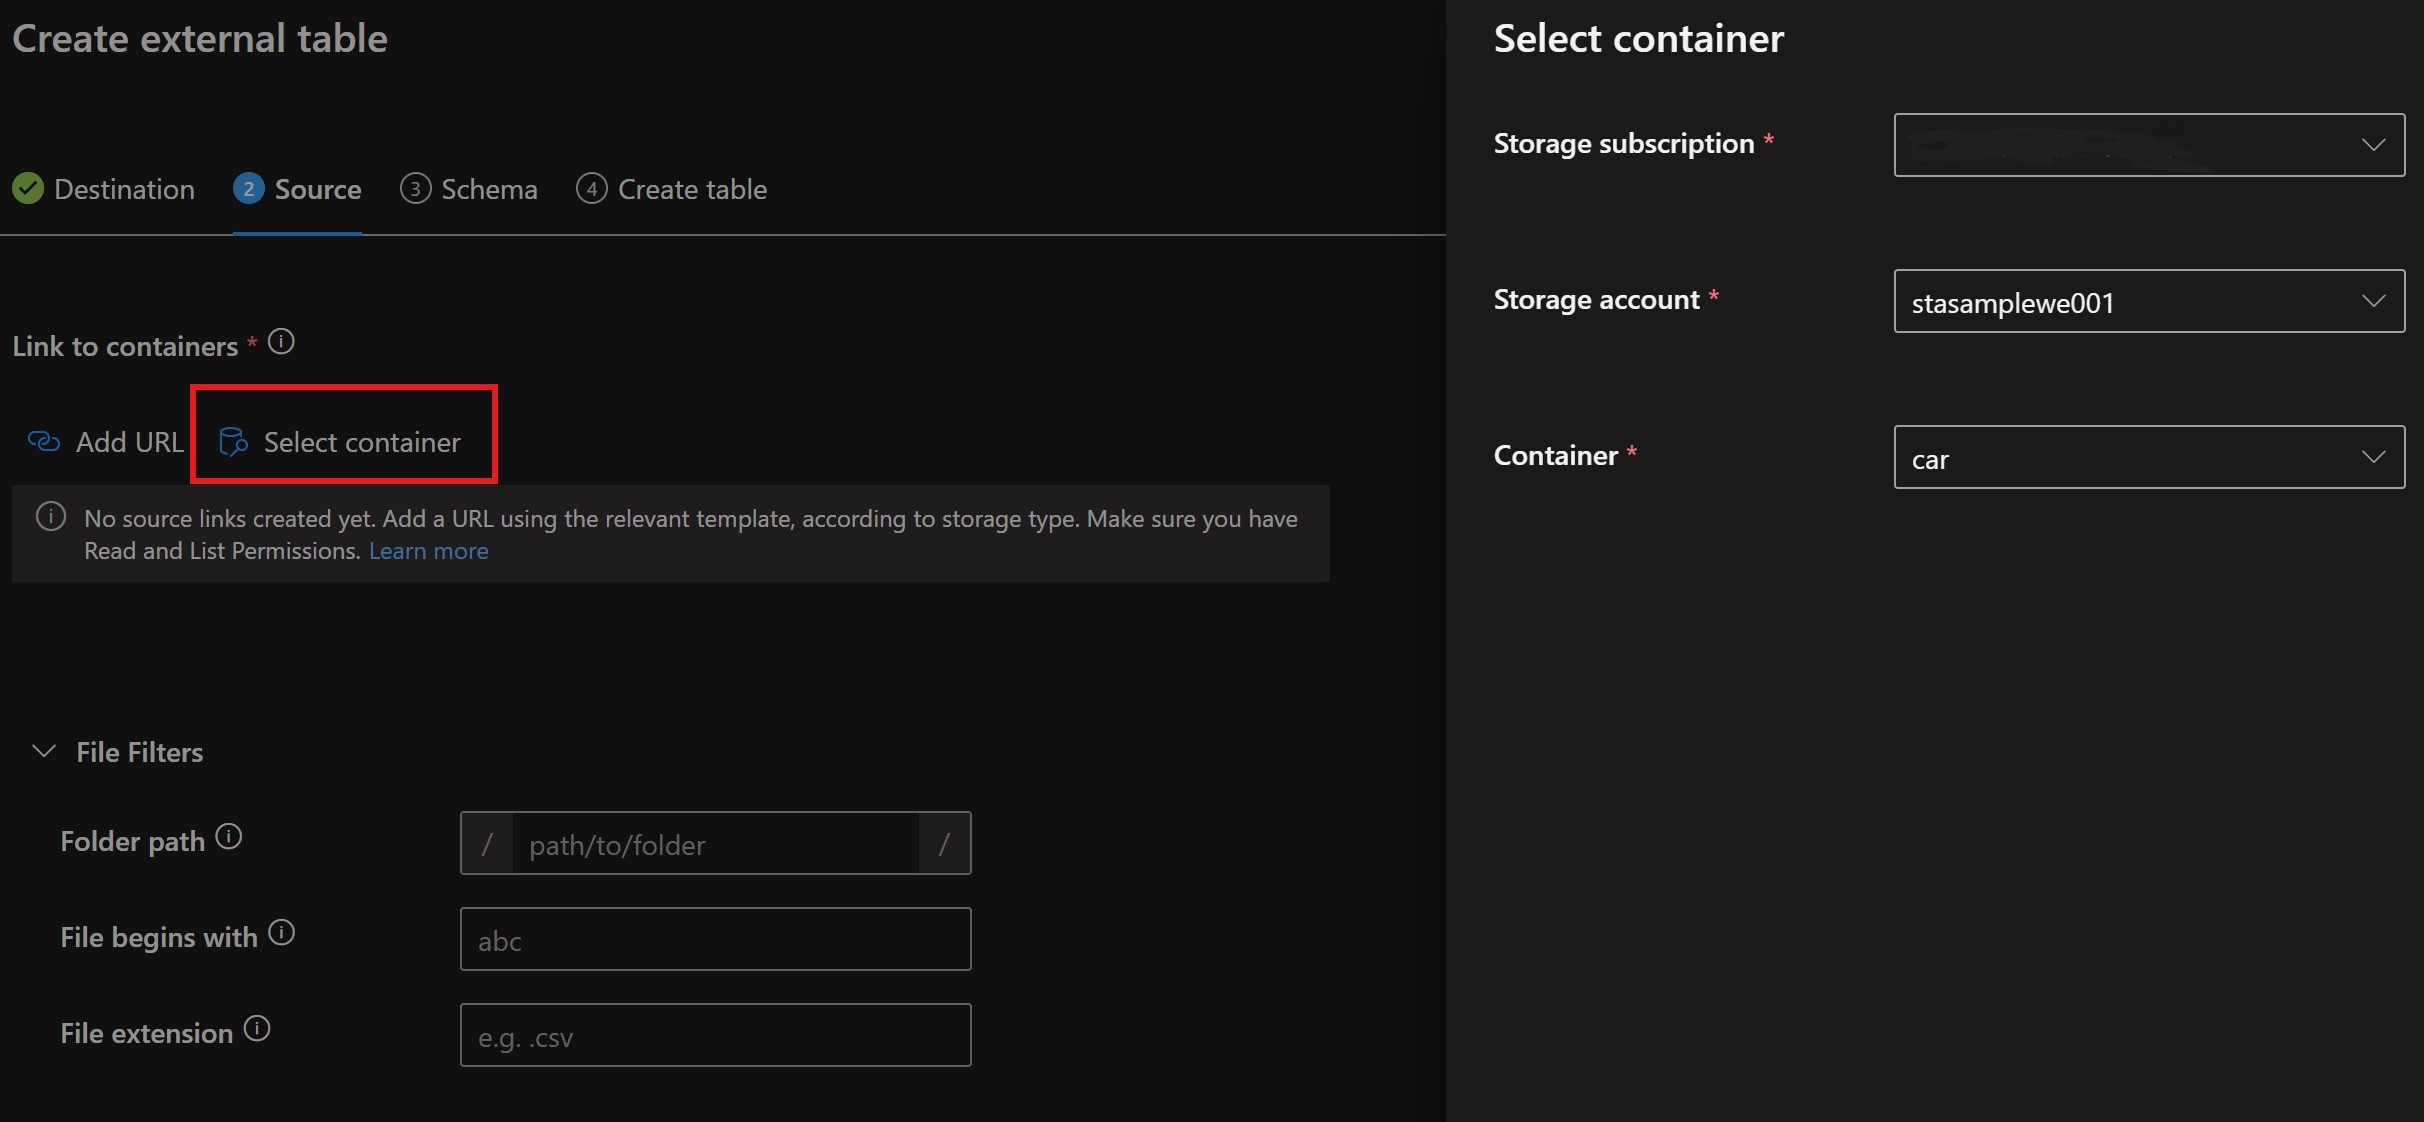 Create external table
Destination 2 Source 3 Schema 4 Create table
Link to containers *
Add URL Select container
No source links created yet. Add a URL using the relevant template, according to storage type. Make sure you have
Read and List Permissions. Learn more
File Filters
Folder path / path/to/folder /
File begins with abc
File extension e.g. .csv
Select container
Storage subscription *
Storage account * stasamplewe001
Container * car